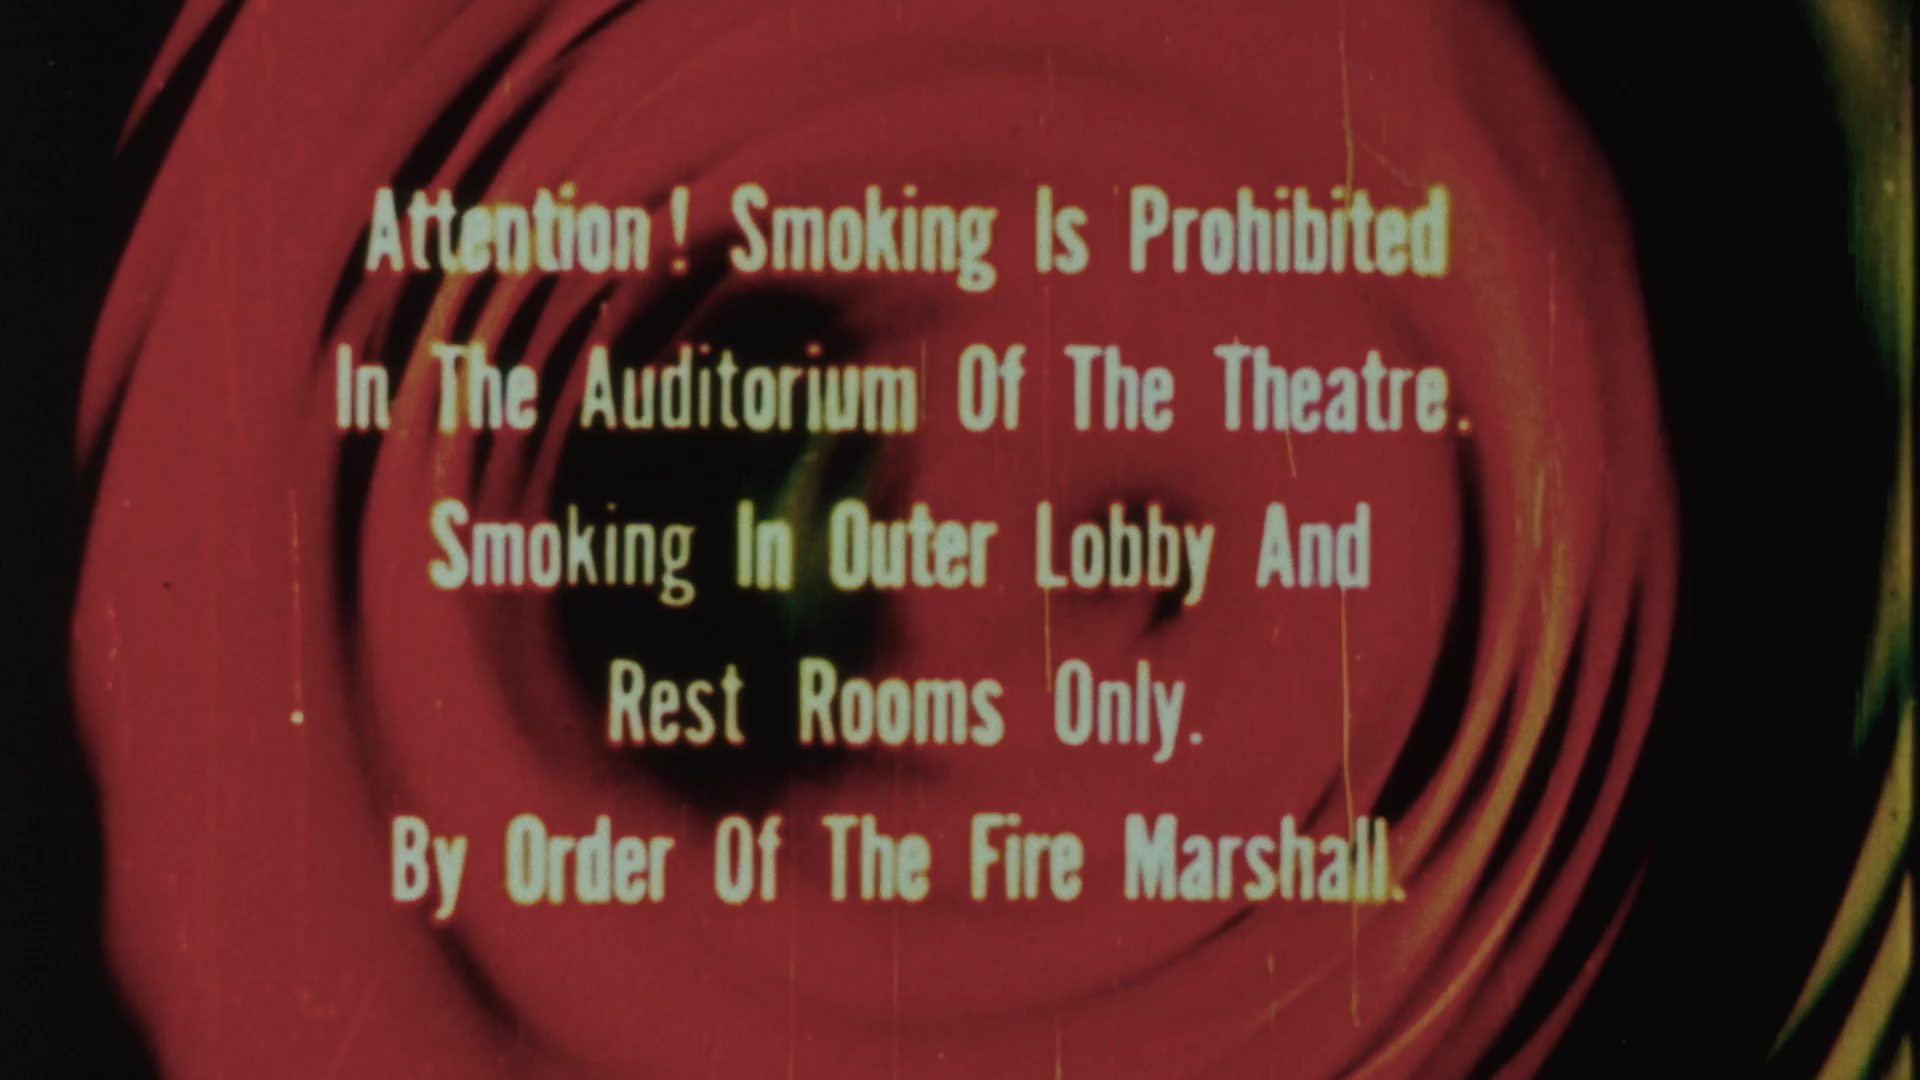 Attention! Smoking Is Prohibited
In The Auditorium Of The Theatre.
Smoking In Outer Lobby And
Rest Rooms Only.
By Order Of The Fire Marshall.